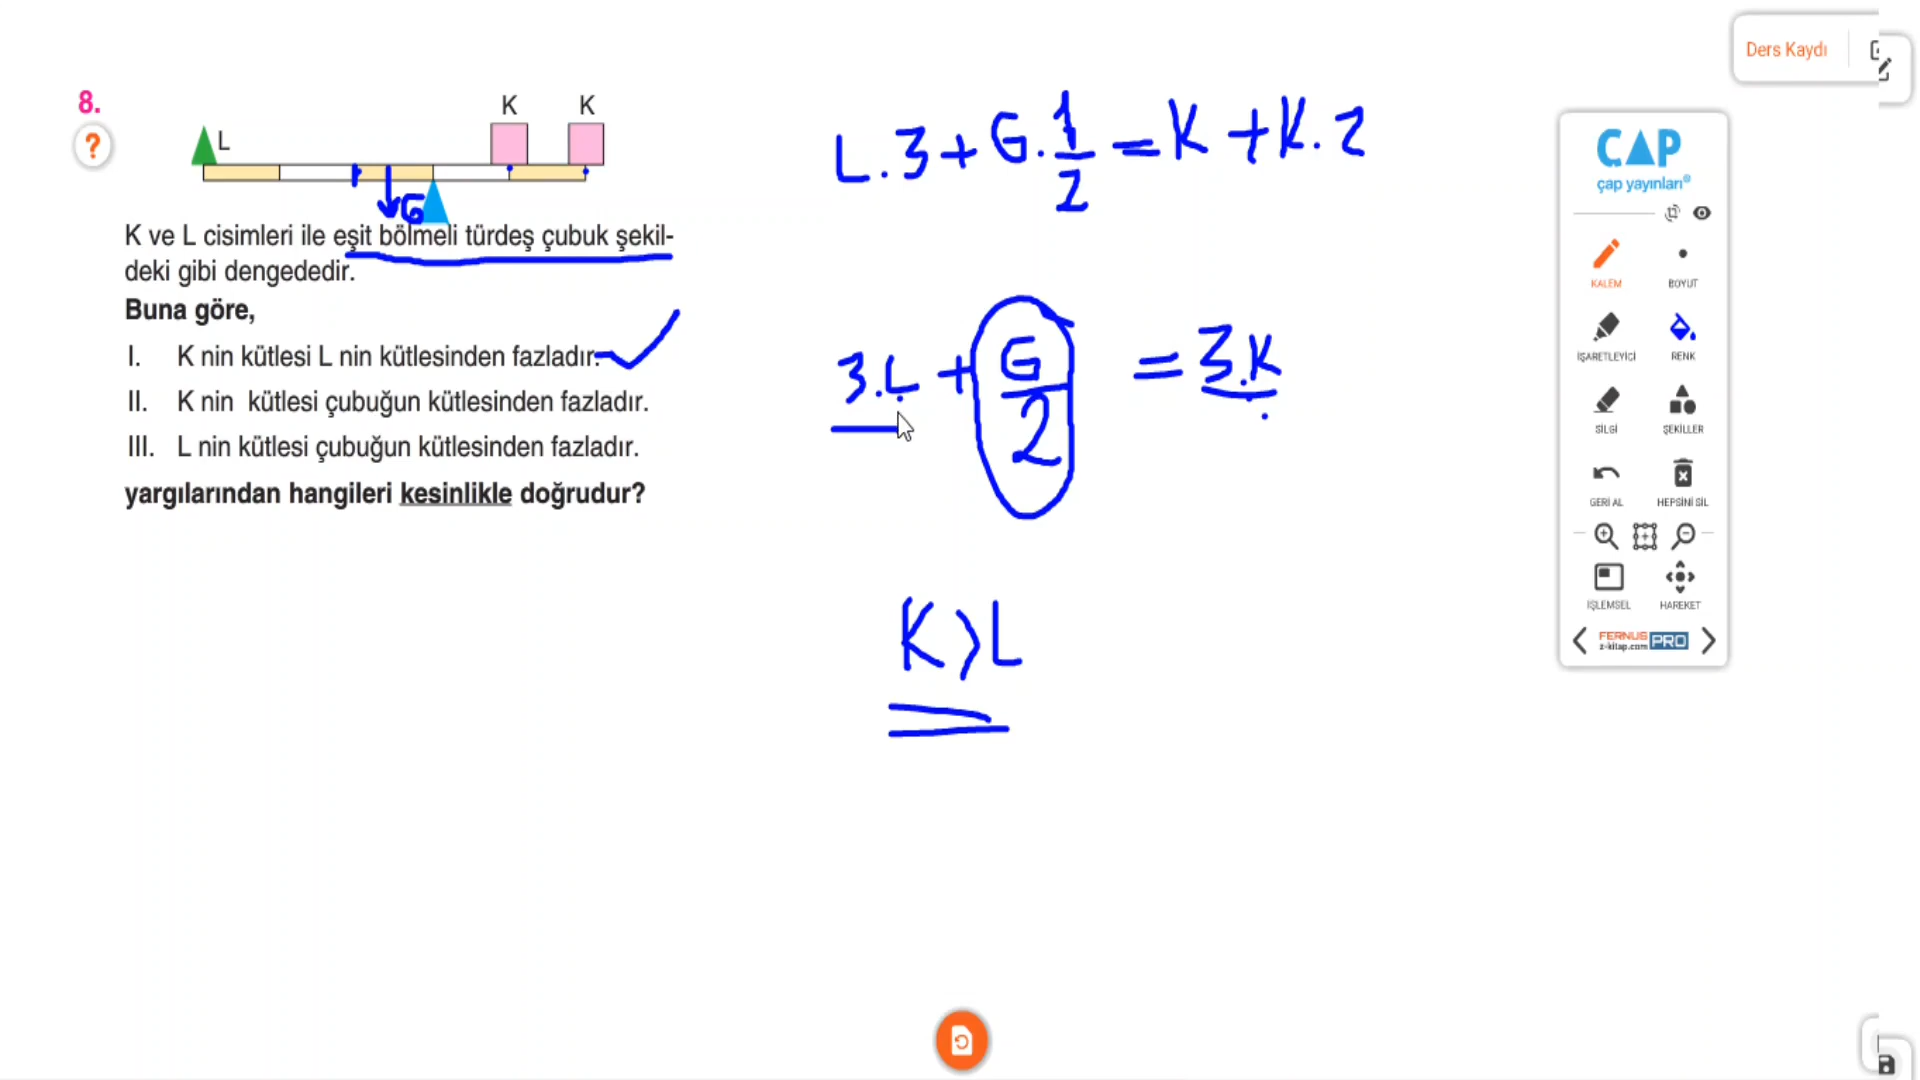 Ders Kaydı
8.
?
K K
L
G
K ve L cisimleri ile eşit bölmeli türdeş çubuk şekil-
deki gibi dengededir.
Buna göre,
I. K nin kütlesi L nin kütlesinden fazladır.
II. K nin kütlesi çubuğun kütlesinden fazladır.
III. L nin kütlesi çubuğun kütlesinden fazladır.
yargılarından hangileri kesinlikle doğrudur?
L.3+G.1/2=K+K.2
3.L+G/2=3.K
K>L
ÇAP
çap yayınları®
KALEM BOYUT
İŞARETLEYİCİ RENK
SİLGİ ŞEKİLLER
GERİ AL HEPSİNİ SİL
İŞLEMSEL HAREKET
FERNUS PRO
z-kitap.com